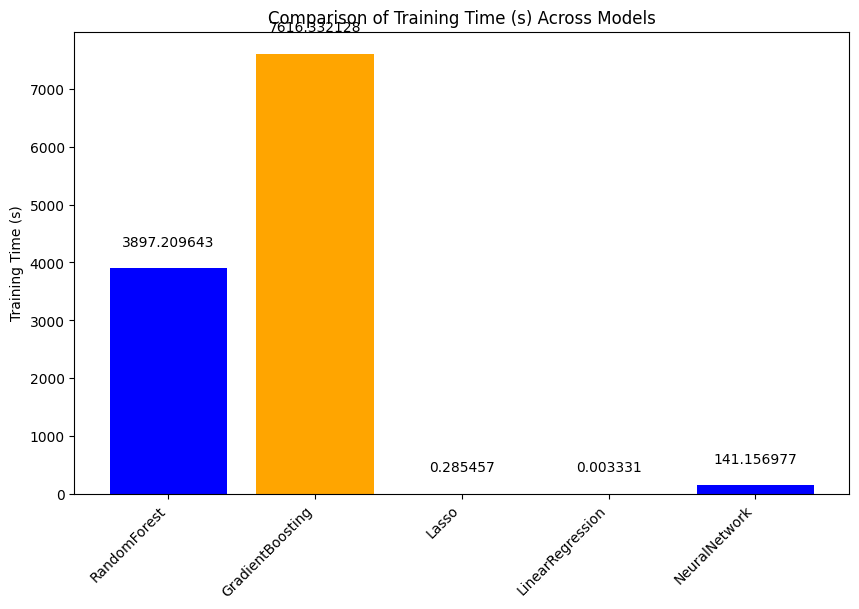 Comparison of Training Time (s) Across Models
7616.332128
7000
6000
5000
4000
3000
2000
1000
0
Training Time (s)
3897.209643
0.285457
0.003331
141.156977
RandomForest
GradientBoosting
Lasso
LinearRegression
NeuralNetwork